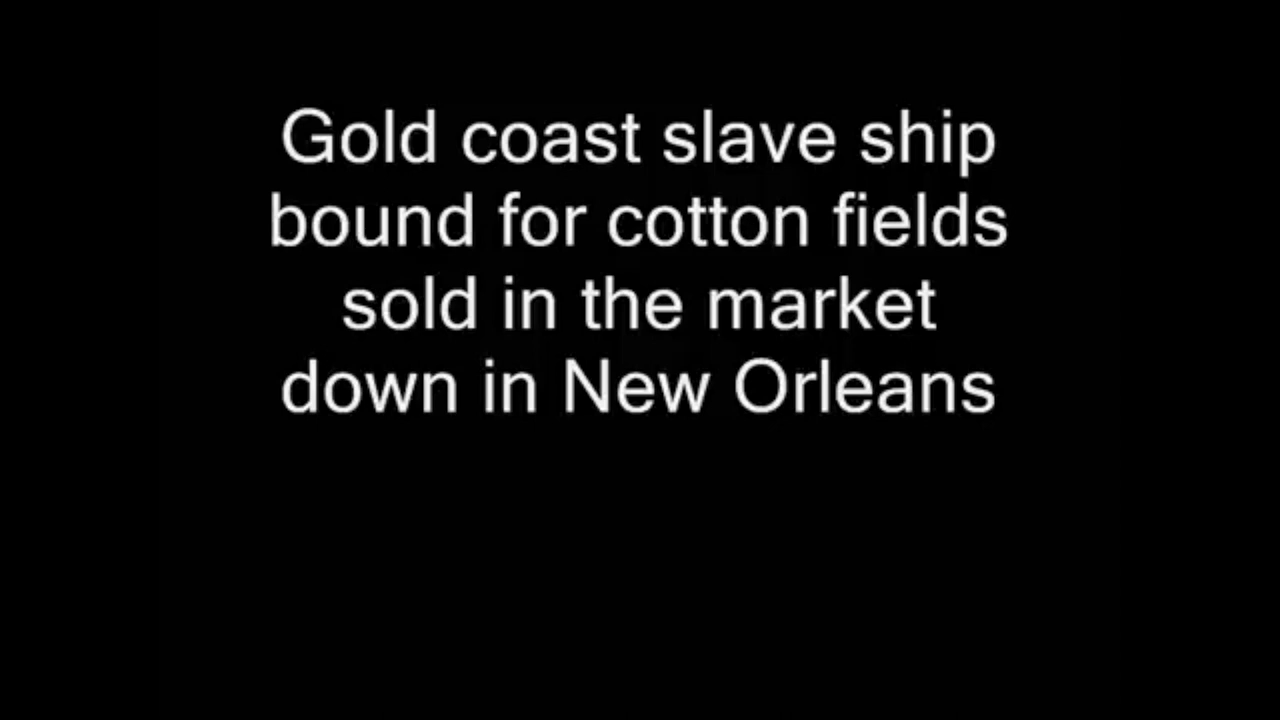 Gold coast slave ship
bound for cotton fields
sold in the market
down in New Orleans